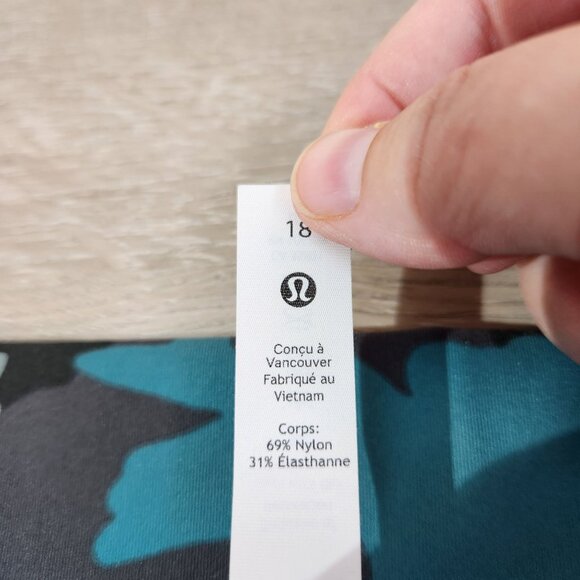 18
Conçu à
Vancouver
Fabriqué au
Vietnam
Corps:
69% Nylon
31% Élasthanne